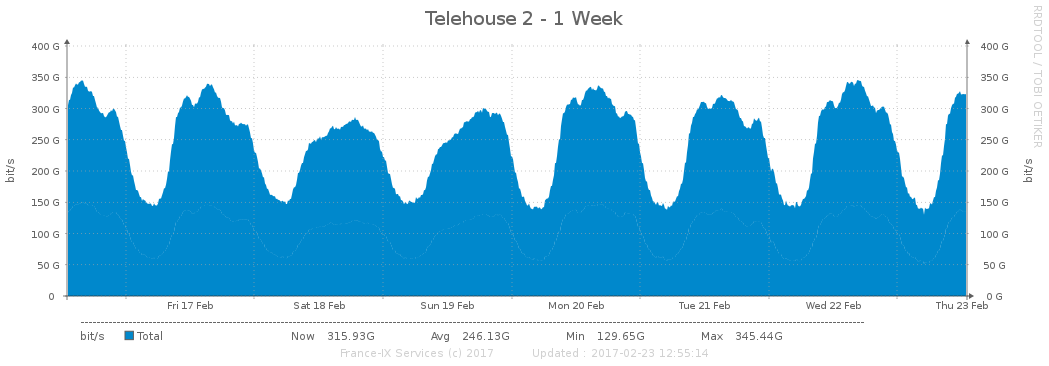 Telehouse 2 - 1 Week
RRDTOOL / TOBI OETIKER
400 G 400 G
350 G 350 G
300 G 300 G
250 G 250 G
200 G 200 G
150 G 150 G
100 G 100 G
50 G 50 G
0 0 G
bit/s bit/s
Fri 17 Feb Sat 18 Feb Sun 19 Feb Mon 20 Feb Tue 21 Feb Wed 22 Feb Thu 23 Feb
bit/s Total Now 315.93G Avg 246.13G Min 129.65G Max 345.44G
France-IX Services (c) 2017 Updated : 2017-02-23 12:55:14